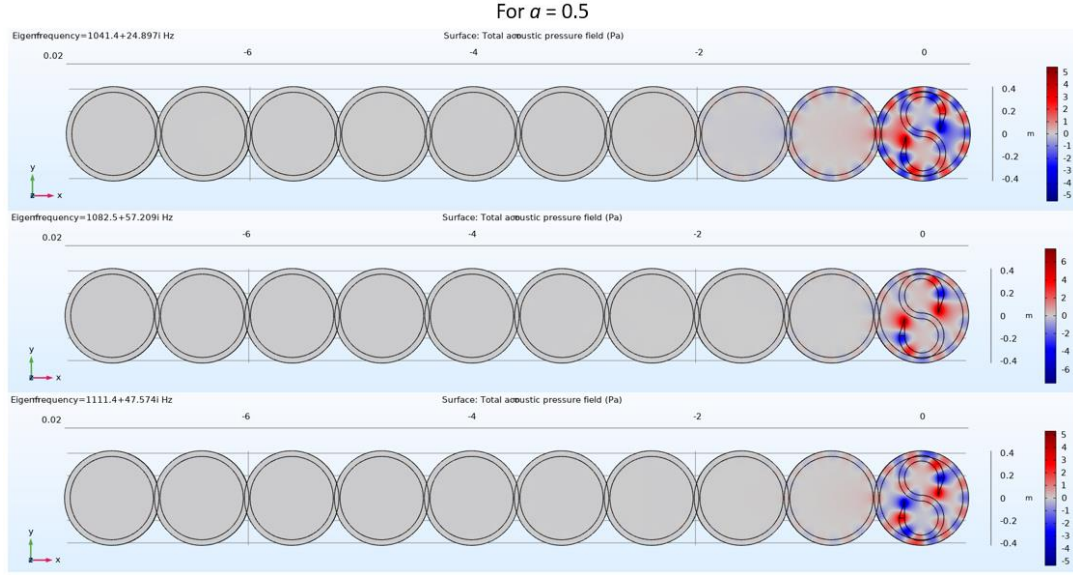 For a = 0.5
Eigenfrequency=1041.4+24.897i Hz
Surface: Total acoustic pressure field (Pa)
0.02 -6 -4 -2 0
0.4
0.2
0 m
-0.2
-0.4
5
4
3
2
1
0
-1
-2
-3
-4
-5
y
z x
Eigenfrequency=1082.5+57.209i Hz
Surface: Total acoustic pressure field (Pa)
0.02 -6 -4 -2 0
0.4
0.2
0 m
-0.2
-0.4
6
4
2
0
-2
-4
-6
y
z x
Eigenfrequency=1111.4+47.574i Hz
Surface: Total acoustic pressure field (Pa)
0.02 -6 -4 -2 0
0.4
0.2
0 m
-0.2
-0.4
5
4
3
2
1
0
-1
-2
-3
-4
-5
y
z x